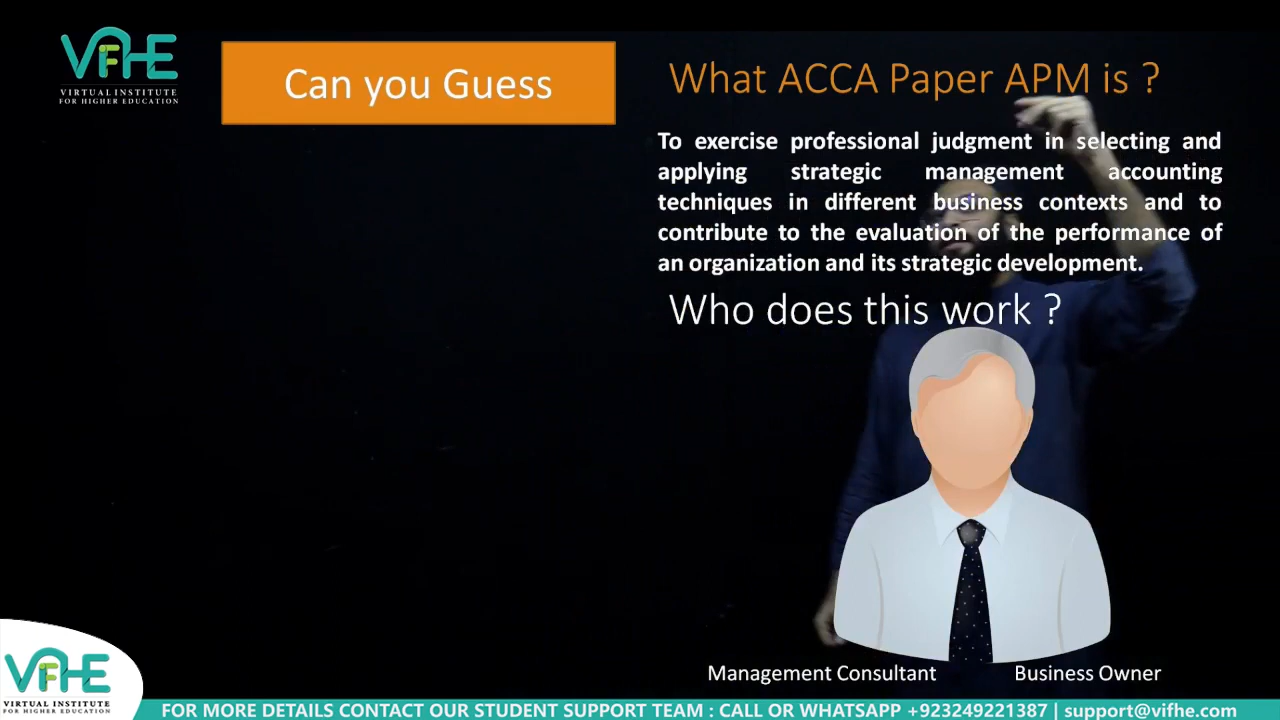 VIFHE
VIRTUAL INSTITUTE
FOR HIGHER EDUCATION
Can you Guess
What ACCA Paper APM is ?
To exercise professional judgment in selecting and
applying strategic management accounting
techniques in different business contexts and to
contribute to the evaluation of the performance of
an organization and its strategic development.
Who does this work ?
Management Consultant
Business Owner
VIFHE
VIRTUAL INSTITUTE
FOR HIGHER EDUCATION
FOR MORE DETAILS CONTACT OUR STUDENT SUPPORT TEAM : CALL OR WHATSAPP +923249221387 | support@vifhe.com